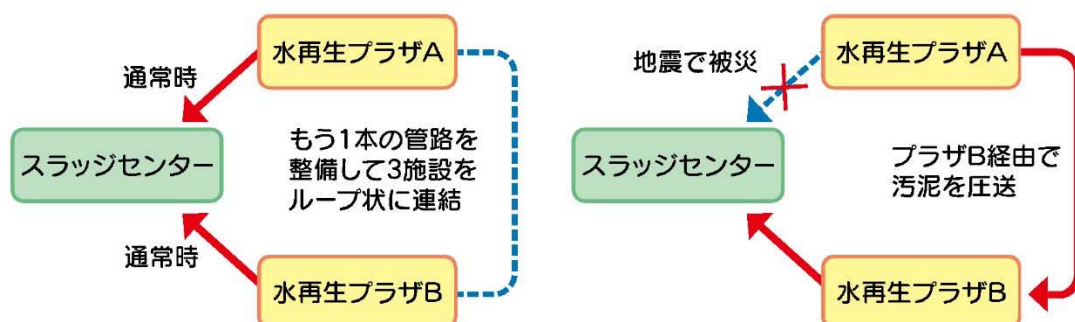 水再生プラザA
通常時
スラッジセンター
もう1本の管路を
整備して3施設を
ループ状に連結
通常時
水再生プラザB
水再生プラザA
地震で被災
スラッジセンター
プラザB経由で
汚泥を圧送
水再生プラザB